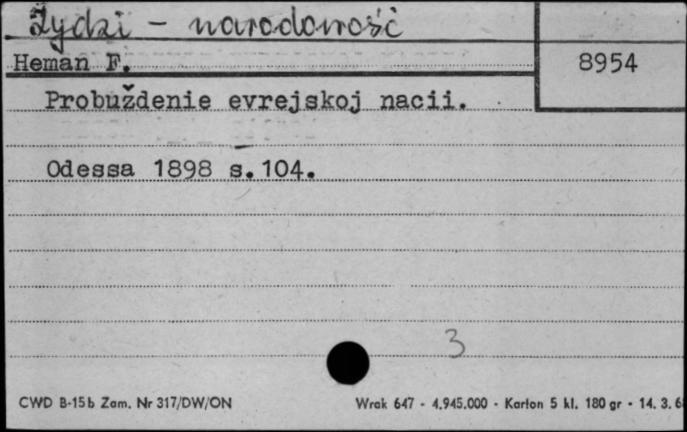 Żydzi - narodowość
Heman F.
8954
Probuždenie evrejskoj nacii.
Odessa 1898 s.104.
3
CWD B-15b Zam. Nr 317/DW/ON
Wrak 647 - 4.945.000 - Karton 5 kl. 180 gr - 14. 3. 6